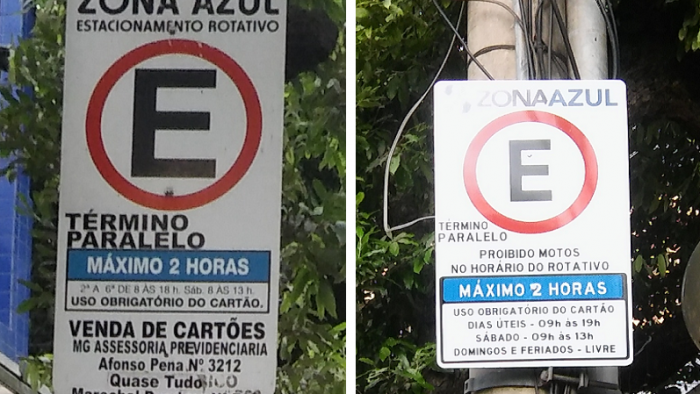 ZONA AZUL
ESTACIONAMENTO ROTATIVO
E
TÉRMINO
PARALELO
MÁXIMO 2 HORAS
2ª A 6ª DE 8 ÀS 18 h. Sáb. 8 ÀS 13 h.
USO OBRIGATÓRIO DO CARTÃO.
VENDA DE CARTÕES
MG ASSESSORIA PREVIDENCIARIA
Afonso Pena Nº 3212
Quase Tudo
Marechal
ZONAAZUL
E
TÉRMINO
PARALELO
PROIBIDO MOTOS
NO HORÁRIO DO ROTATIVO
MÁXIMO 2 HORAS
USO OBRIGATÓRIO DO CARTÃO
DIAS ÚTEIS - 09h às 19h
SÁBADO - 09h às 13h
DOMINGOS E FERIADOS - LIVRE